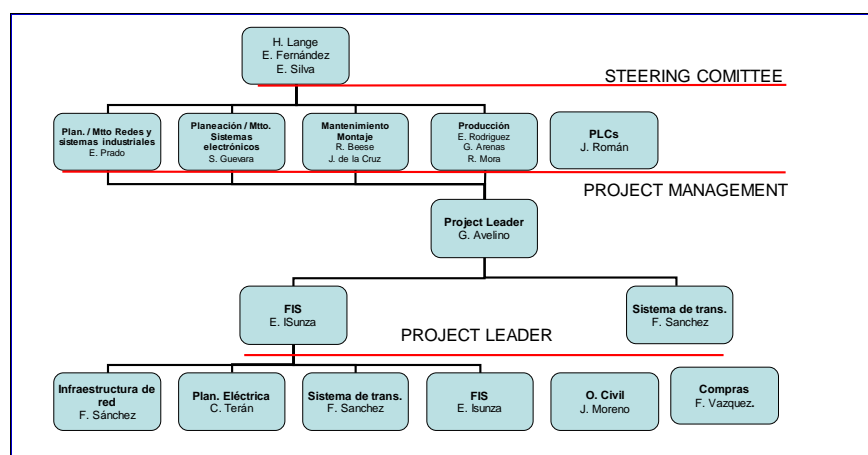 H. Lange
E. Fernández
E. Silva
STEERING COMITTEE
Plan. / Mtto Redes y
sistemas industriales
E. Prado
Planeación / Mtto.
Sistemas
electrónicos
S. Guevara
Mantenimiento
Montaje
R. Beese
J. de la Cruz
Producción
E. Rodriguez
G. Arenas
R. Mora
PLCs
J. Román
PROJECT MANAGEMENT
Project Leader
G. Avelino
FIS
E. ISunza
Sistema de trans.
F. Sanchez
PROJECT LEADER
Infraestructura de
red
F. Sánchez
Plan. Eléctrica
C. Terán
Sistema de trans.
F. Sanchez
FIS
E. Isunza
O. Civil
J. Moreno
Compras
F. Vazquez.